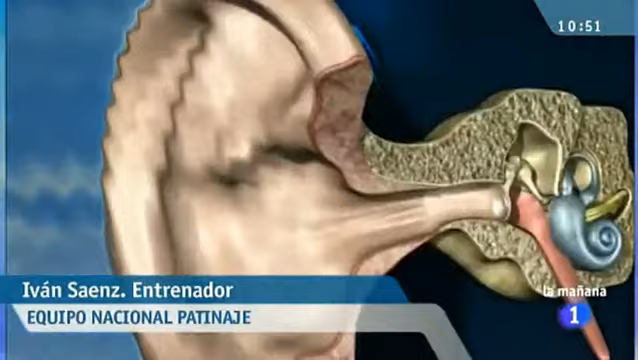 10:51
Iván Saenz. Entrenador
EQUIPO NACIONAL PATINAJE
la mañana
1